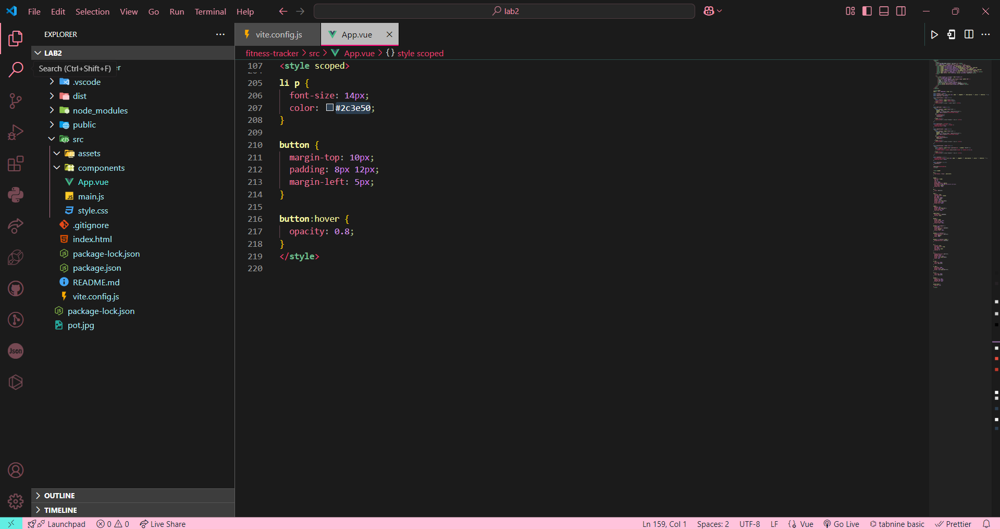 File Edit Selection View Go Run Terminal Help
lab2
EXPLORER
LAB2
Search (Ctrl+Shift+F)
er
.vscode
dist
node_modules
public
src
assets
components
App.vue
main.js
style.css
.gitignore
index.html
package-lock.json
package.json
README.md
vite.config.js
package-lock.json
pot.jpg
OUTLINE
TIMELINE
Json
vite.config.js
App.vue
fitness-tracker > src > App.vue > {} style scoped
107 <style scoped>
205 li p {
206 font-size: 14px;
207 color: #2c3e50;
208 }
209
210 button {
211 margin-top: 10px;
212 padding: 8px 12px;
213 margin-left: 5px;
214 }
215
216 button:hover {
217 opacity: 0.8;
218 }
219 </style>
220
Launchpad 0 0 Live Share
Ln 159, Col 1 Spaces: 2 UTF-8 LF Vue Go Live tabnine basic Prettier